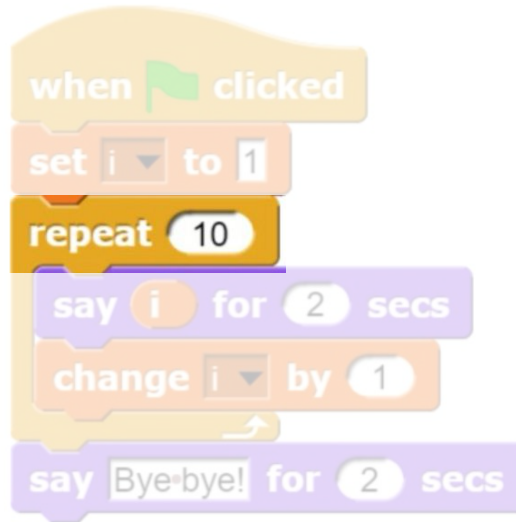 when clicked
set i to 1
repeat 10
say i for 2 secs
change i by 1
say Bye-bye! for 2 secs